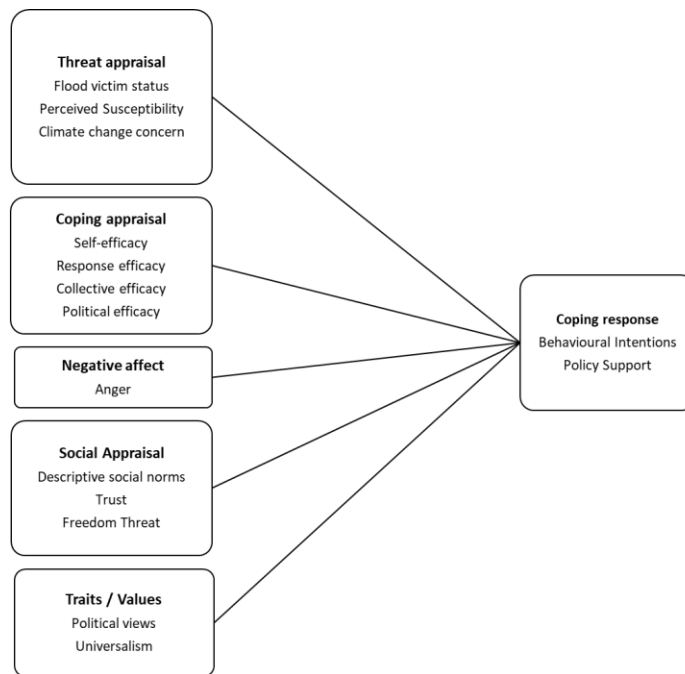 Threat appraisal
Flood victim status
Perceived Susceptibility
Climate change concern
Coping appraisal
Self-efficacy
Response efficacy
Collective efficacy
Political efficacy
Negative affect
Anger
Social Appraisal
Descriptive social norms
Trust
Freedom Threat
Traits / Values
Political views
Universalism
Coping response
Behavioural Intentions
Policy Support